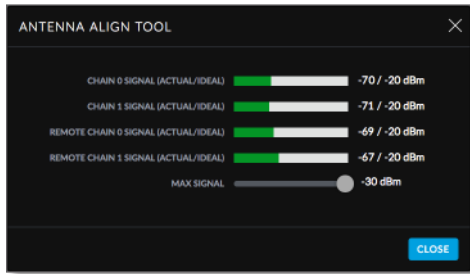 ANTENNA ALIGN TOOL
CHAIN 0 SIGNAL (ACTUAL/IDEAL) -70 / -20 dBm
CHAIN 1 SIGNAL (ACTUAL/IDEAL) -71 / -20 dBm
REMOTE CHAIN 0 SIGNAL (ACTUAL/IDEAL) -69 / -20 dBm
REMOTE CHAIN 1 SIGNAL (ACTUAL/IDEAL) -67 / -20 dBm
MAX SIGNAL -30 dBm
CLOSE